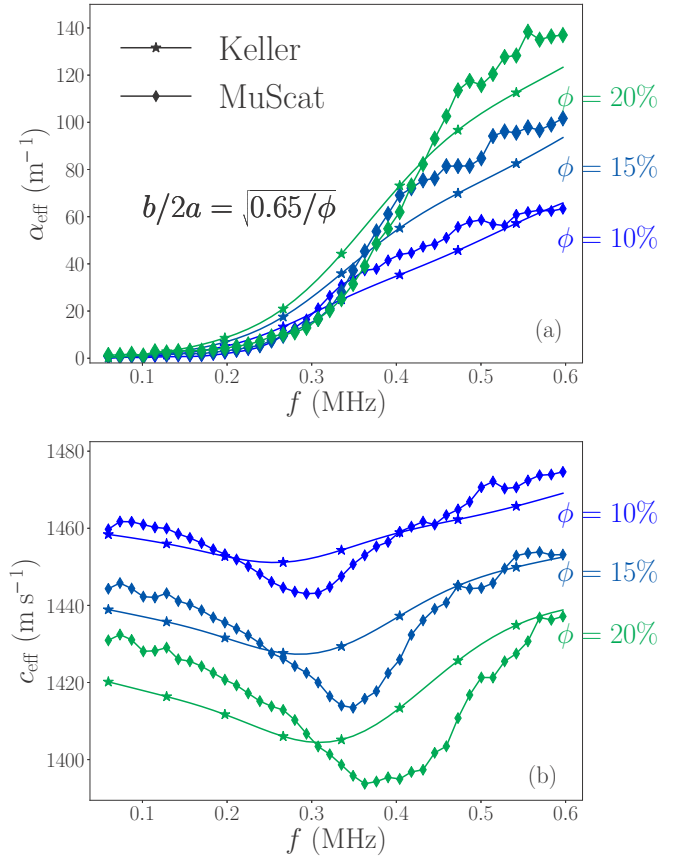 140
120
100
80
60
40
20
0
α_eff (m⁻¹)
Keller
MuScat
b/2a = √0.65/ϕ
ϕ = 20%
ϕ = 15%
ϕ = 10%
(a)
0.1 0.2 0.3 0.4 0.5 0.6
f (MHz)
1480
1460
1440
1420
1400
c_eff (m s⁻¹)
ϕ = 10%
ϕ = 15%
ϕ = 20%
(b)
0.1 0.2 0.3 0.4 0.5 0.6
f (MHz)